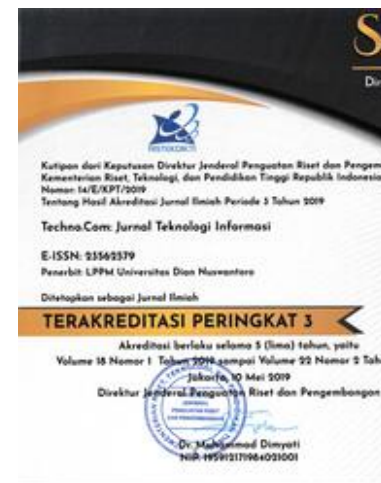 S
Di
RISTEKDIKTI
Kutipan dari Keputusan Direktur Jenderal Penguatan Riset dan Pengem
Kementerian Riset, Teknologi, dan Pendidikan Tinggi Republik Indonesia
Nomor: 14/E/KPT/2019
Tentang Hasil Akreditasi Jurnal Ilmiah Periode 3 Tahun 2019
Techno.Com: Jurnal Teknologi Informasi
E-ISSN: 23562579
Penerbit: LPPM Universitas Dian Nuswantoro
Ditetapkan sebagai Jurnal Ilmiah
TERAKREDITASI PERINGKAT 3
Akreditasi berlaku selama 5 (lima) tahun, yaitu
Volume 18 Nomor 1 Tahun 2019 sampai Volume 22 Nomor 2 Tah
Jakarta, 10 Mei 2019
Direktur Jenderal Penguatan Riset dan Pengembangan
Dr. Muhammad Dimyati
NIP. 195912171984021001